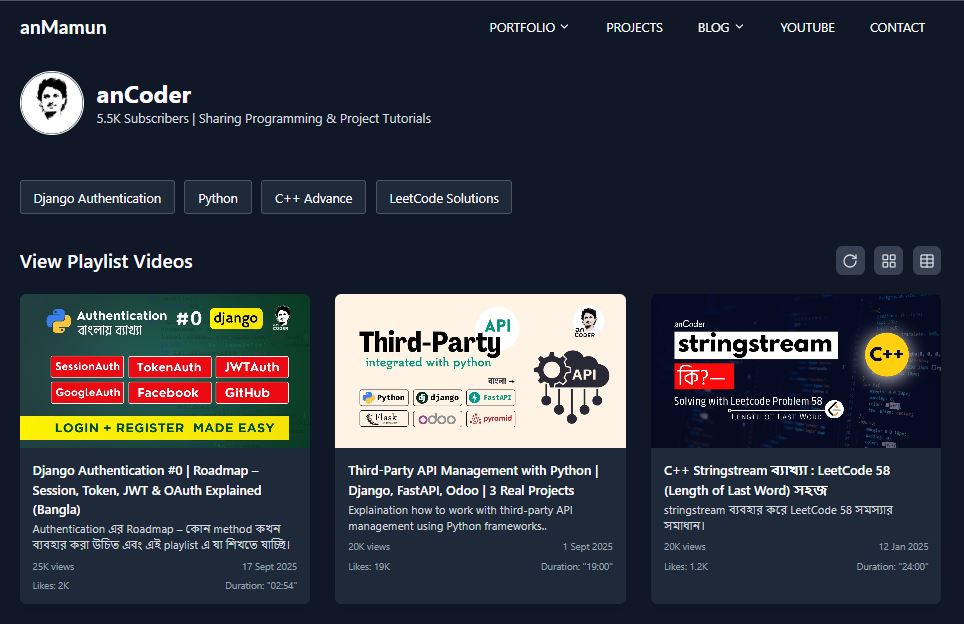 anMamun
PORTFOLIO
PROJECTS
BLOG
YOUTUBE
CONTACT
anCoder
5.5K Subscribers | Sharing Programming & Project Tutorials
Django Authentication
Python
C++ Advance
LeetCode Solutions
View Playlist Videos
Authentication
বাংলায় ব্যাখ্যা
#0
django
an
CODER
SessionAuth
TokenAuth
JWTAuth
GoogleAuth
Facebook
GitHub
LOGIN + REGISTER MADE EASY
Django Authentication #0 | Roadmap –
Session, Token, JWT & OAuth Explained
(Bangla)
Authentication এর Roadmap – কোন method কখন
ব্যবহার করা উচিত এবং এই playlist এ যা শিখতে যাচ্ছি।
25K views
17 Sept 2025
Likes: 2K
Duration: "02:54"
API
Third-Party
integrated with python
an
CODER
বাংলা →
Python
django
FastAPI
Flask
odoo
pyramid
API
Third-Party API Management with Python |
Django, FastAPI, Odoo | 3 Real Projects
Explaination how to work with third-party API
management using Python frameworks..
20K views
1 Sept 2025
Likes: 19K
Duration: "19:00"
anCoder
stringstream
কি?—
C++
Solving with Leetcode Problem 58
Length of Last Word
C++ Stringstream ব্যাখ্যা : LeetCode 58
(Length of Last Word) সহজ
stringstream ব্যবহার করে LeetCode 58 সমস্যার
সমাধান।
20K views
12 Jan 2025
Likes: 1.2K
Duration: "24:00"